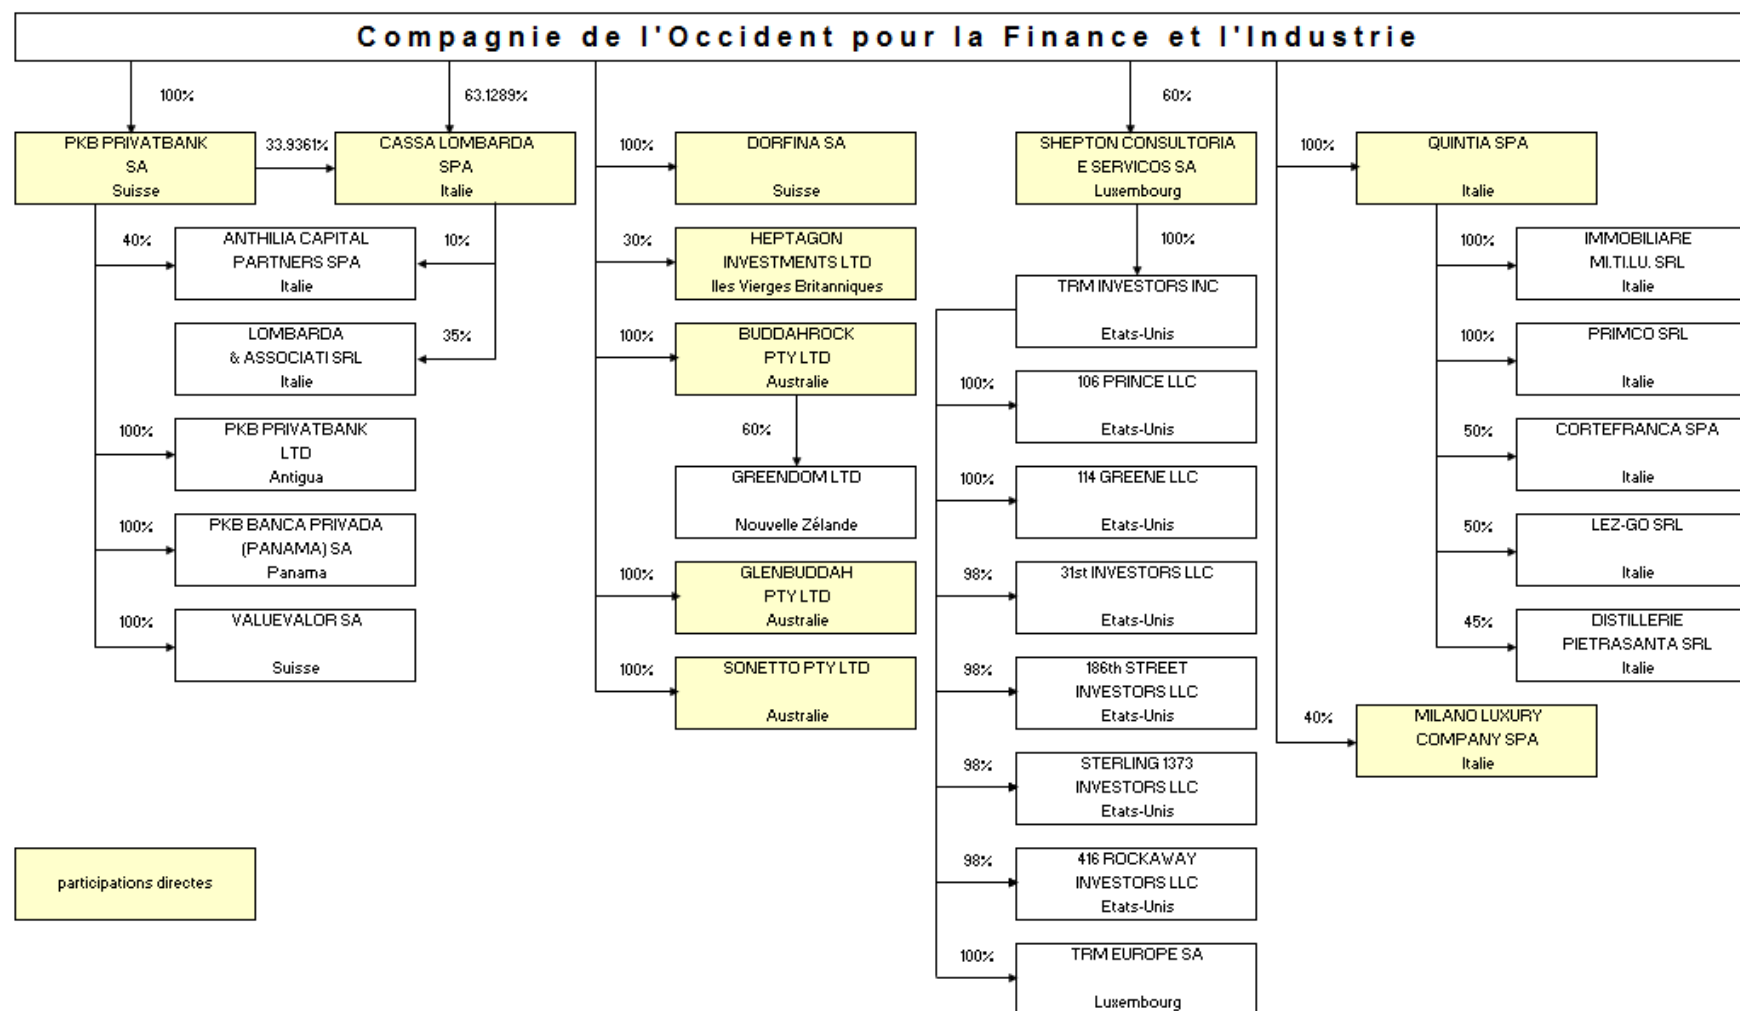 Compagnie de l'Occident pour la Finance et l'Industrie
100%
63.1289%
60%
PKB PRIVATBANK
SA
Suisse
33.9361%
CASSA LOMBARDA
SPA
Italie
100%
DORFINA SA
Suisse
SHEPTON CONSULTORIA
E SERVICOS SA
Luxembourg
100%
QUINTIA SPA
Italie
40%
ANTHILIA CAPITAL
PARTNERS SPA
Italie
10%
30%
HEPTAGON
INVESTMENTS LTD
Iles Vierges Britanniques
100%
100%
IMMOBILIARE
MI.TI.LU. SRL
Italie
TRM INVESTORS INC
Etats-Unis
LOMBARDA
& ASSOCIATI SRL
Italie
35%
100%
BUDDAHROCK
PTY LTD
Australie
100%
PRIMCO SRL
Italie
100%
106 PRINCE LLC
Etats-Unis
100%
PKB PRIVATBANK
LTD
Antigua
60%
50%
CORTEFRANCA SPA
Italie
GREENDOM LTD
Nouvelle Zélande
100%
114 GREENE LLC
Etats-Unis
100%
PKB BANCA PRIVADA
(PANAMA) SA
Panama
50%
LEZ-GO SRL
Italie
100%
GLENBUDDAH
PTY LTD
Australie
98%
31st INVESTORS LLC
Etats-Unis
100%
VALUEVALOR SA
Suisse
45%
DISTILLERIE
PIETRASANTA SRL
Italie
100%
SONETTO PTY LTD
Australie
98%
186th STREET
INVESTORS LLC
Etats-Unis
40%
MILANO LUXURY
COMPANY SPA
Italie
98%
STERLING 1373
INVESTORS LLC
Etats-Unis
participations directes
98%
416 ROCKAWAY
INVESTORS LLC
Etats-Unis
100%
TRM EUROPE SA
Luxembourg